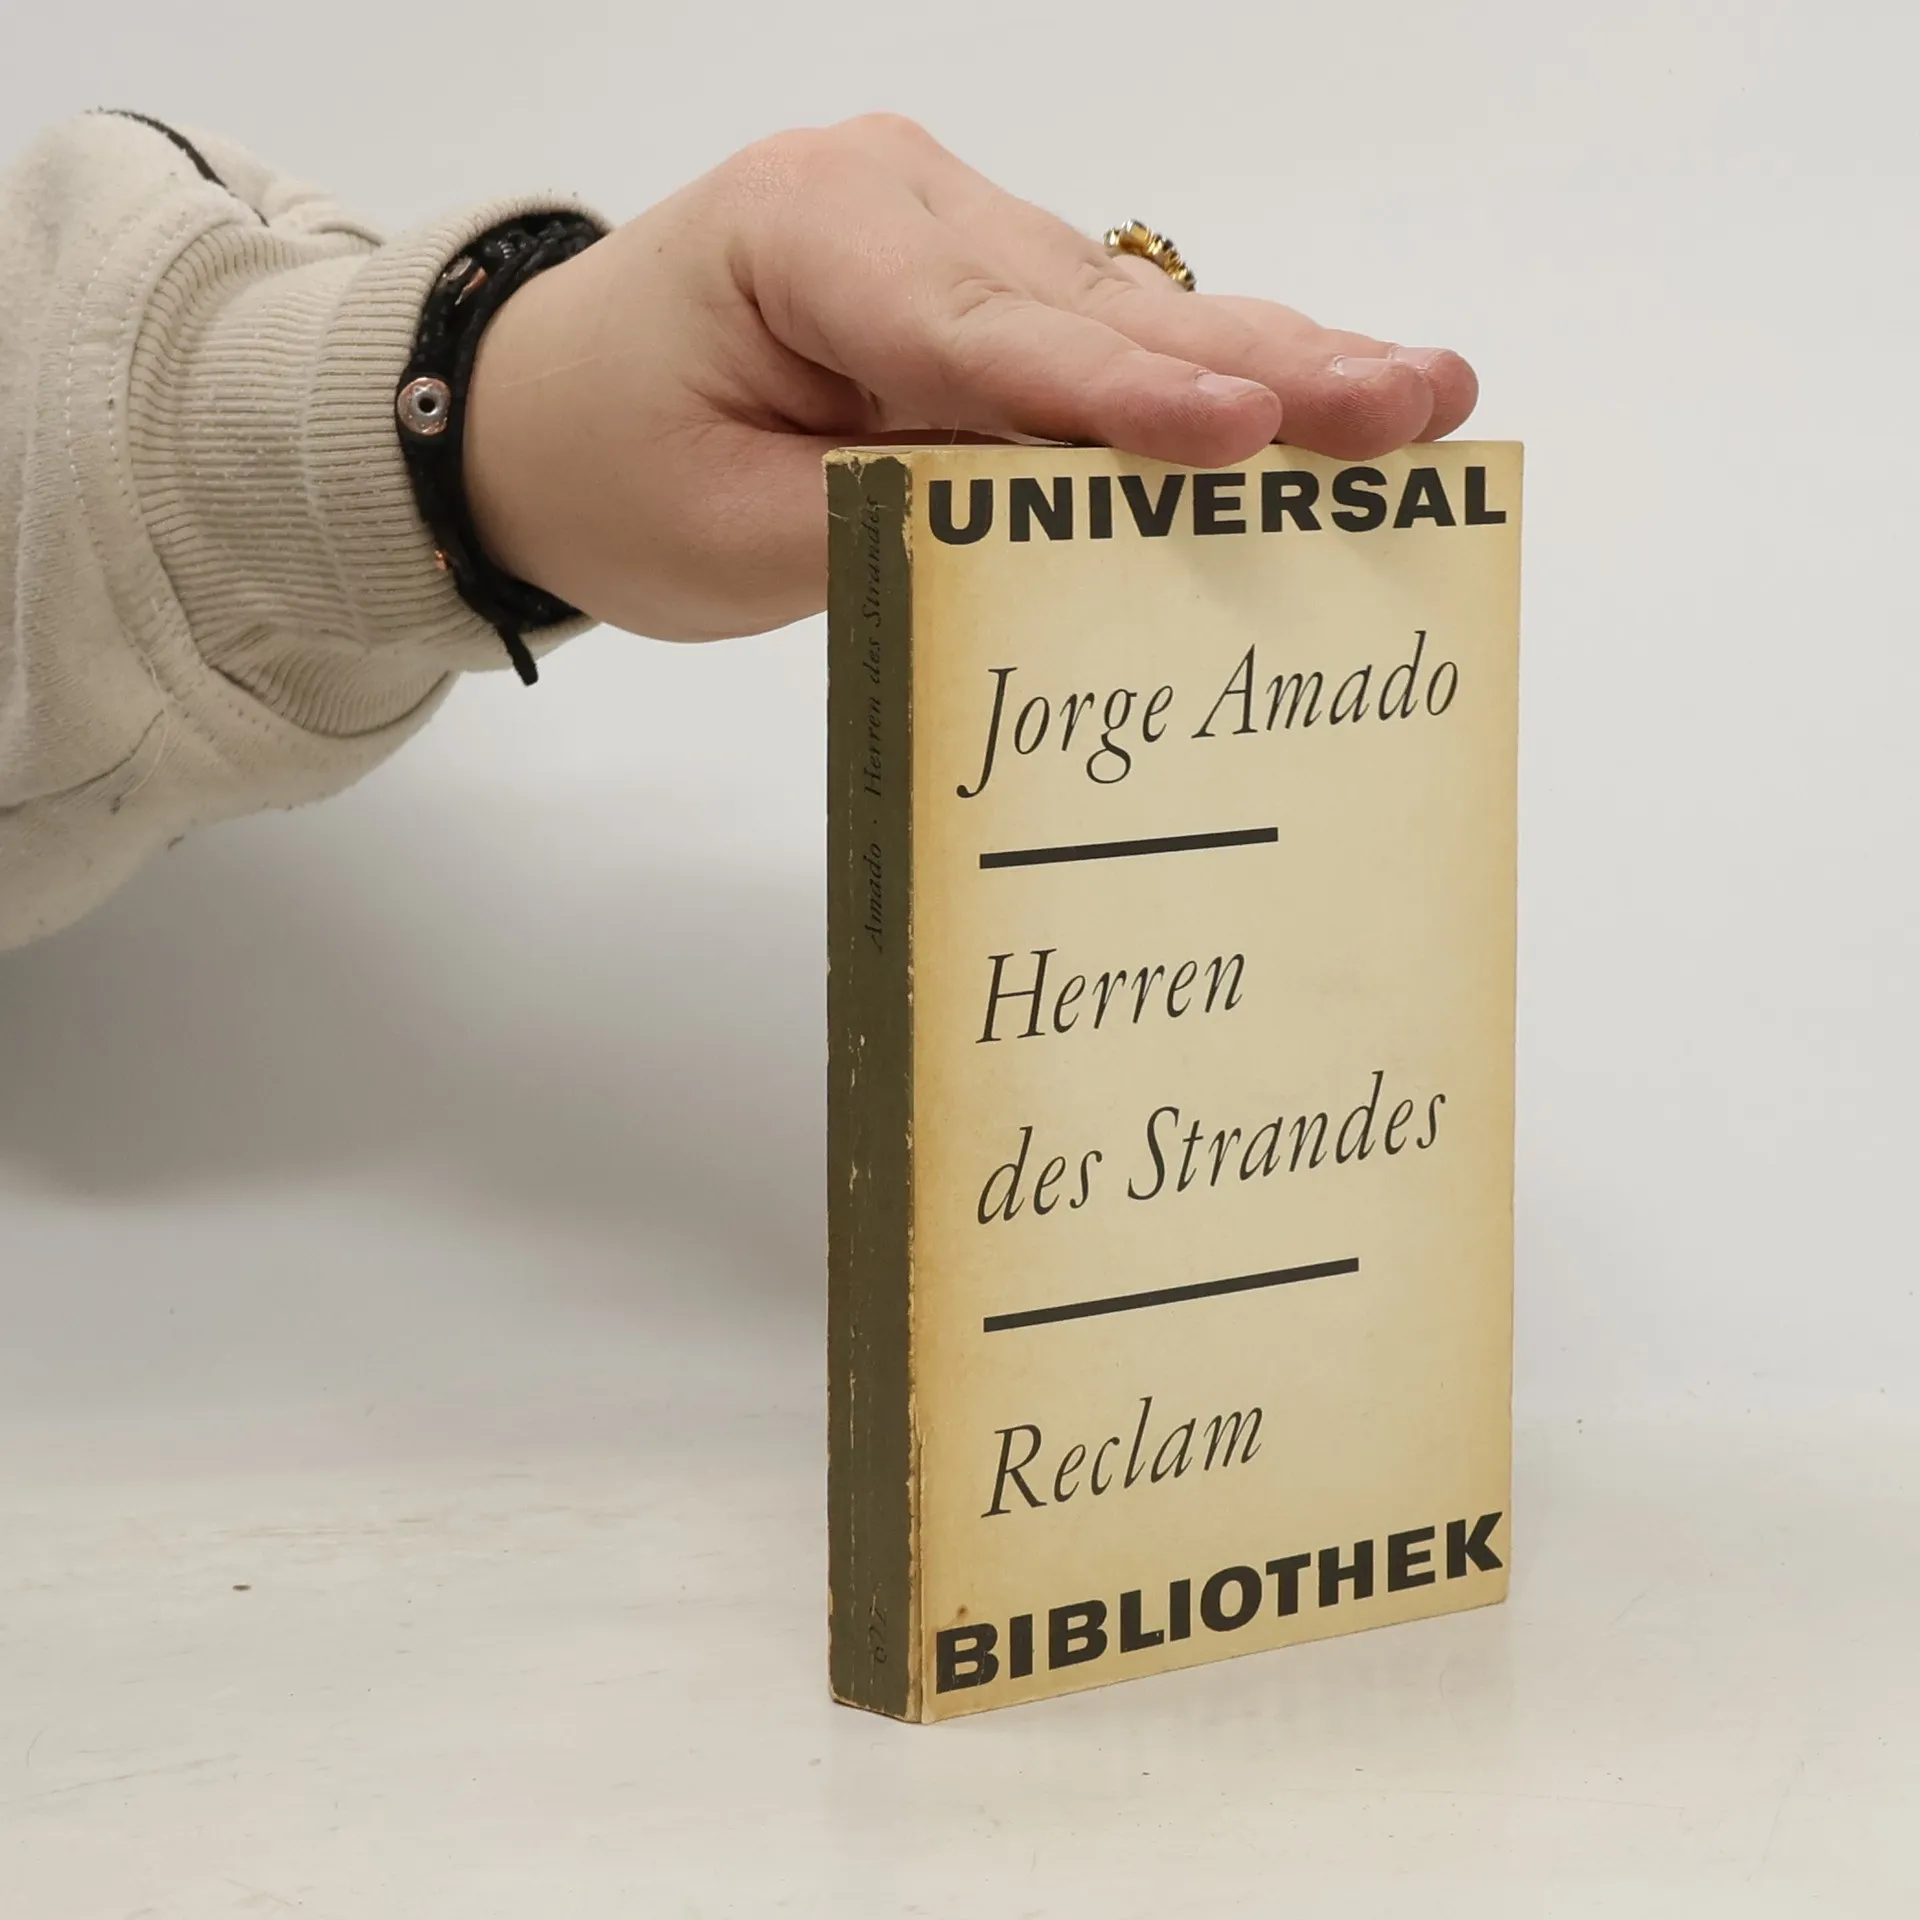 UNIVERSAL
Jorge Amado
Herren
des Strandes
Reclam
BIBLIOTHEK
Amado · Herren des Strandes